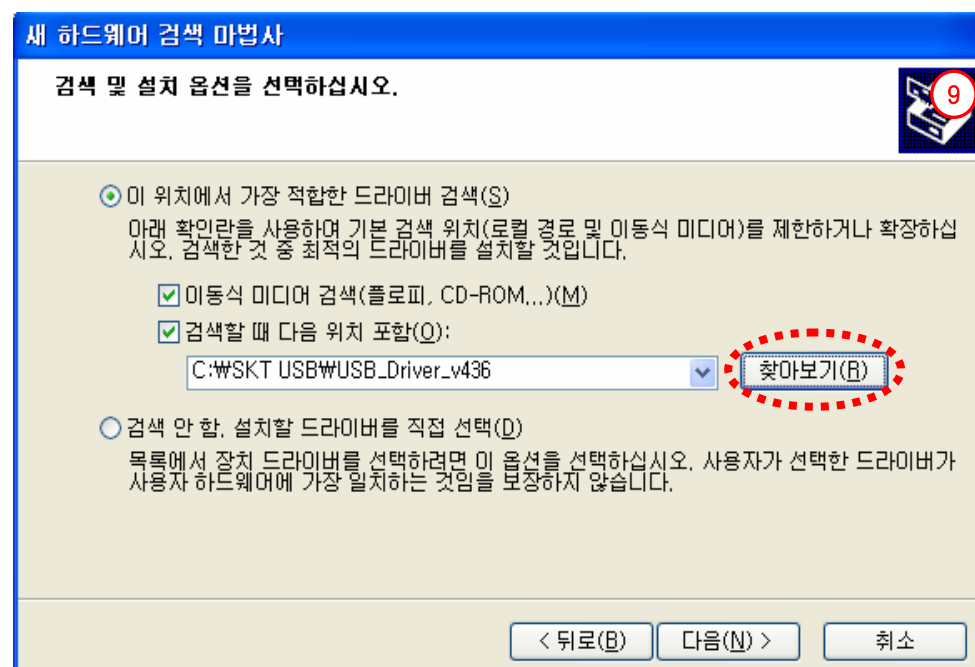 새 하드웨어 검색 마법사
검색 및 설치 옵션을 선택하십시오.
9
이 위치에서 가장 적합한 드라이버 검색(S)
아래 확인란을 사용하여 기본 검색 위치(로컬 경로 및 이동식 미디어)를 제한하거나 확장하십
시오. 검색한 것 중 최적의 드라이버를 설치할 것입니다.
이동식 미디어 검색(플로피, CD-ROM...)(M)
검색할 때 다음 위치 포함(O):
C:₩SKT USB₩USB_Driver_v436
찾아보기(R)
검색 안 함. 설치할 드라이버를 직접 선택(D)
목록에서 장치 드라이버를 선택하려면 이 옵션을 선택하십시오. 사용자가 선택한 드라이버가
사용자 하드웨어에 가장 일치하는 것임을 보장하지 않습니다.
< 뒤로(B) 다음(N) > 취소